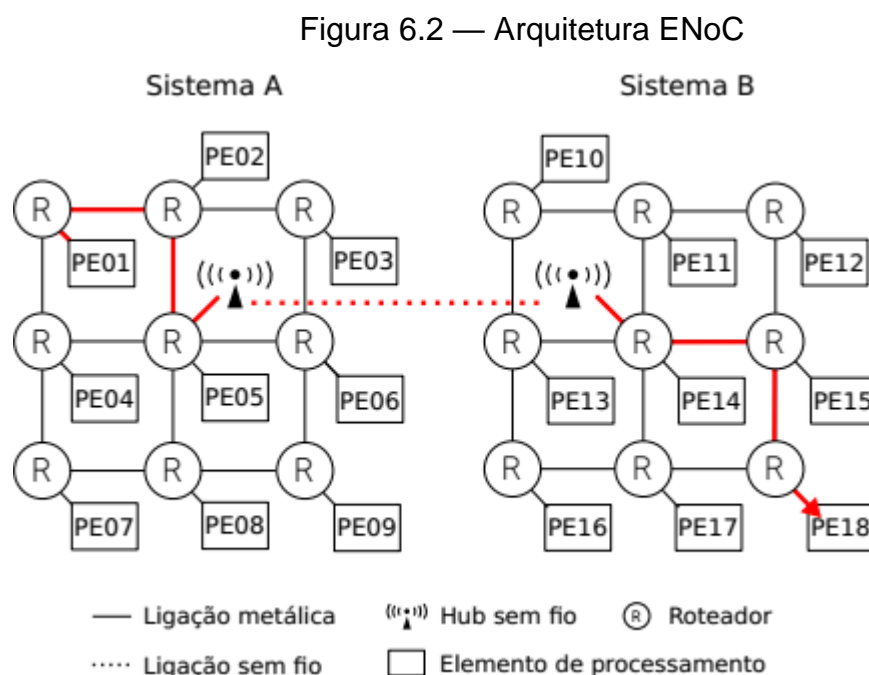 Figura 6.2 — Arquitetura ENoC
Sistema A
Sistema B
PE02
R
R
R
PE01
PE03
R
R
R
PE04
PE05
PE06
R
R
R
PE07
PE08
PE09
PE10
R
R
R
PE11
PE12
R
R
R
PE13
PE14
PE15
R
R
R
PE16
PE17
PE18
Ligação metálica
Hub sem fio
R Roteador
Ligação sem fio
Elemento de processamento